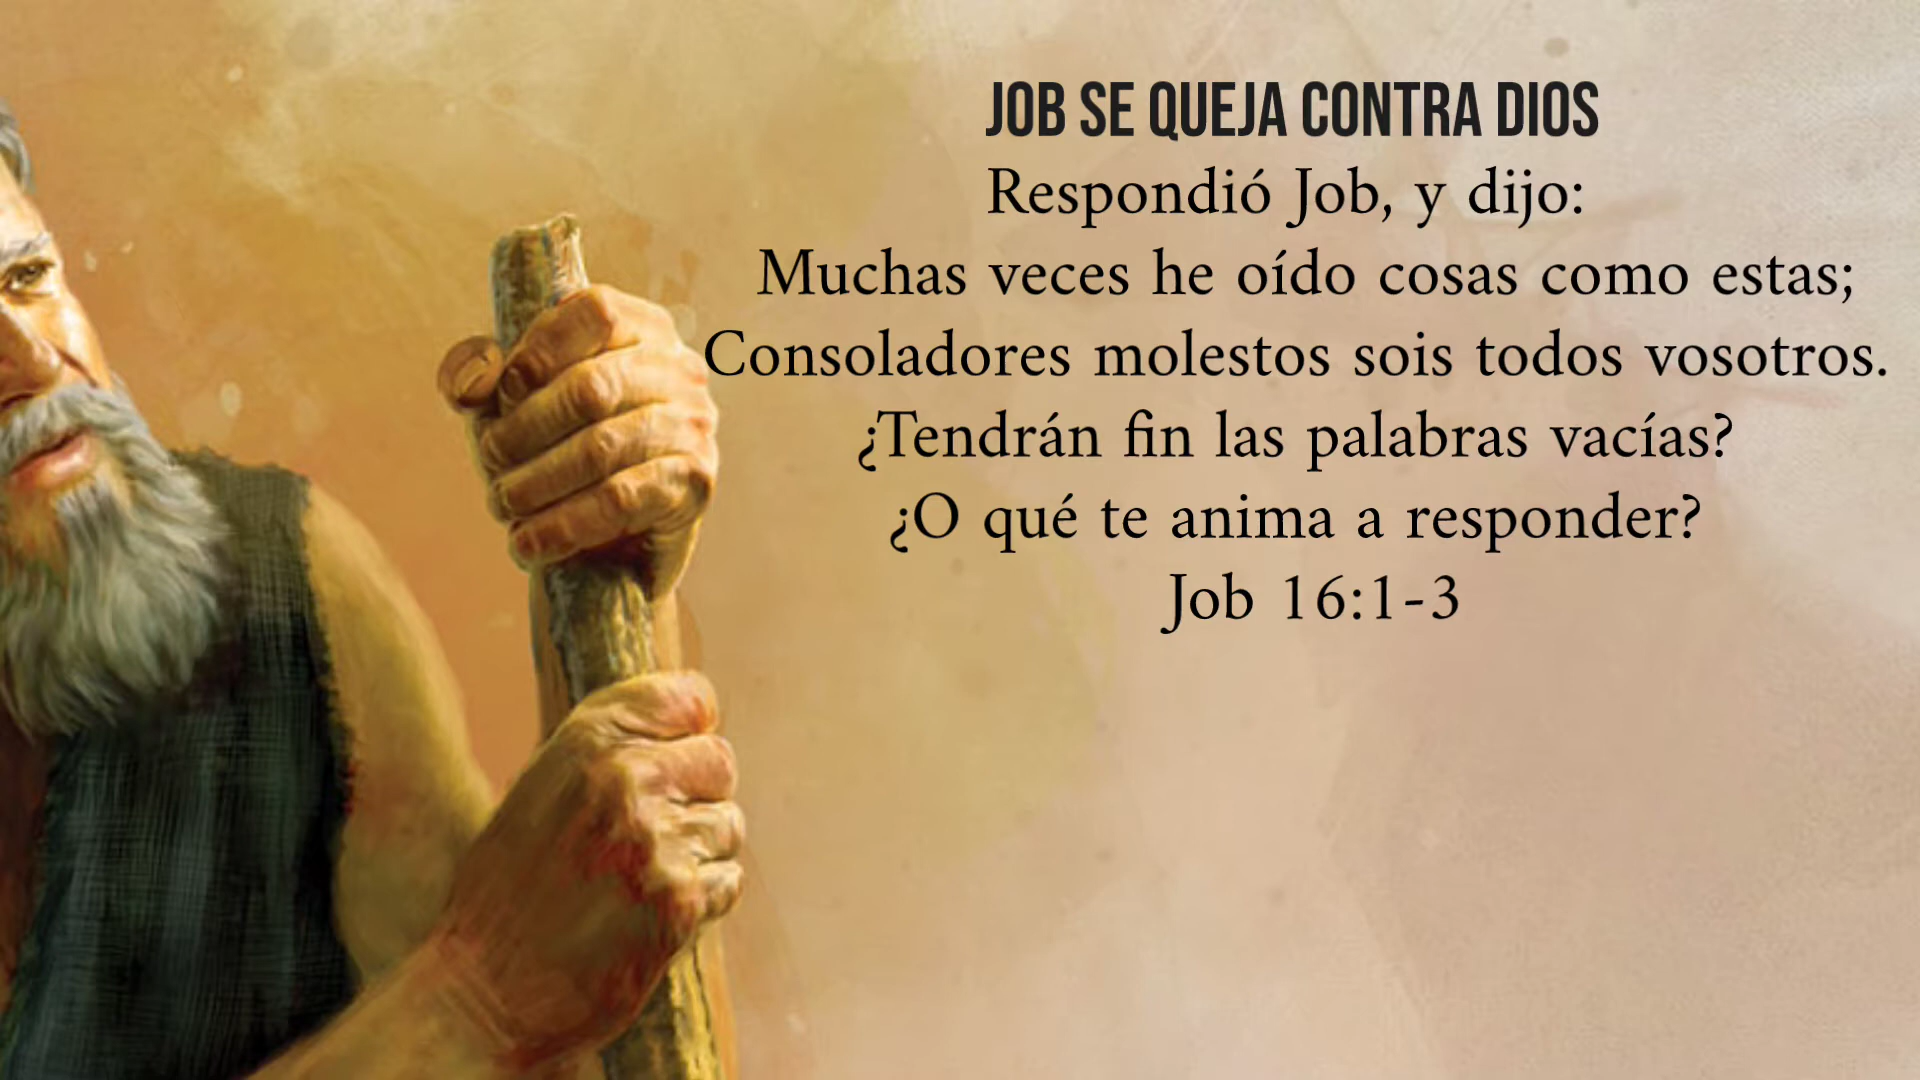 JOB SE QUEJA CONTRA DIOS
Respondió Job, y dijo:
Muchas veces he oído cosas como estas;
Consoladores molestos sois todos vosotros.
¿Tendrán fin las palabras vacías?
¿O qué te anima a responder?
Job 16:1-3